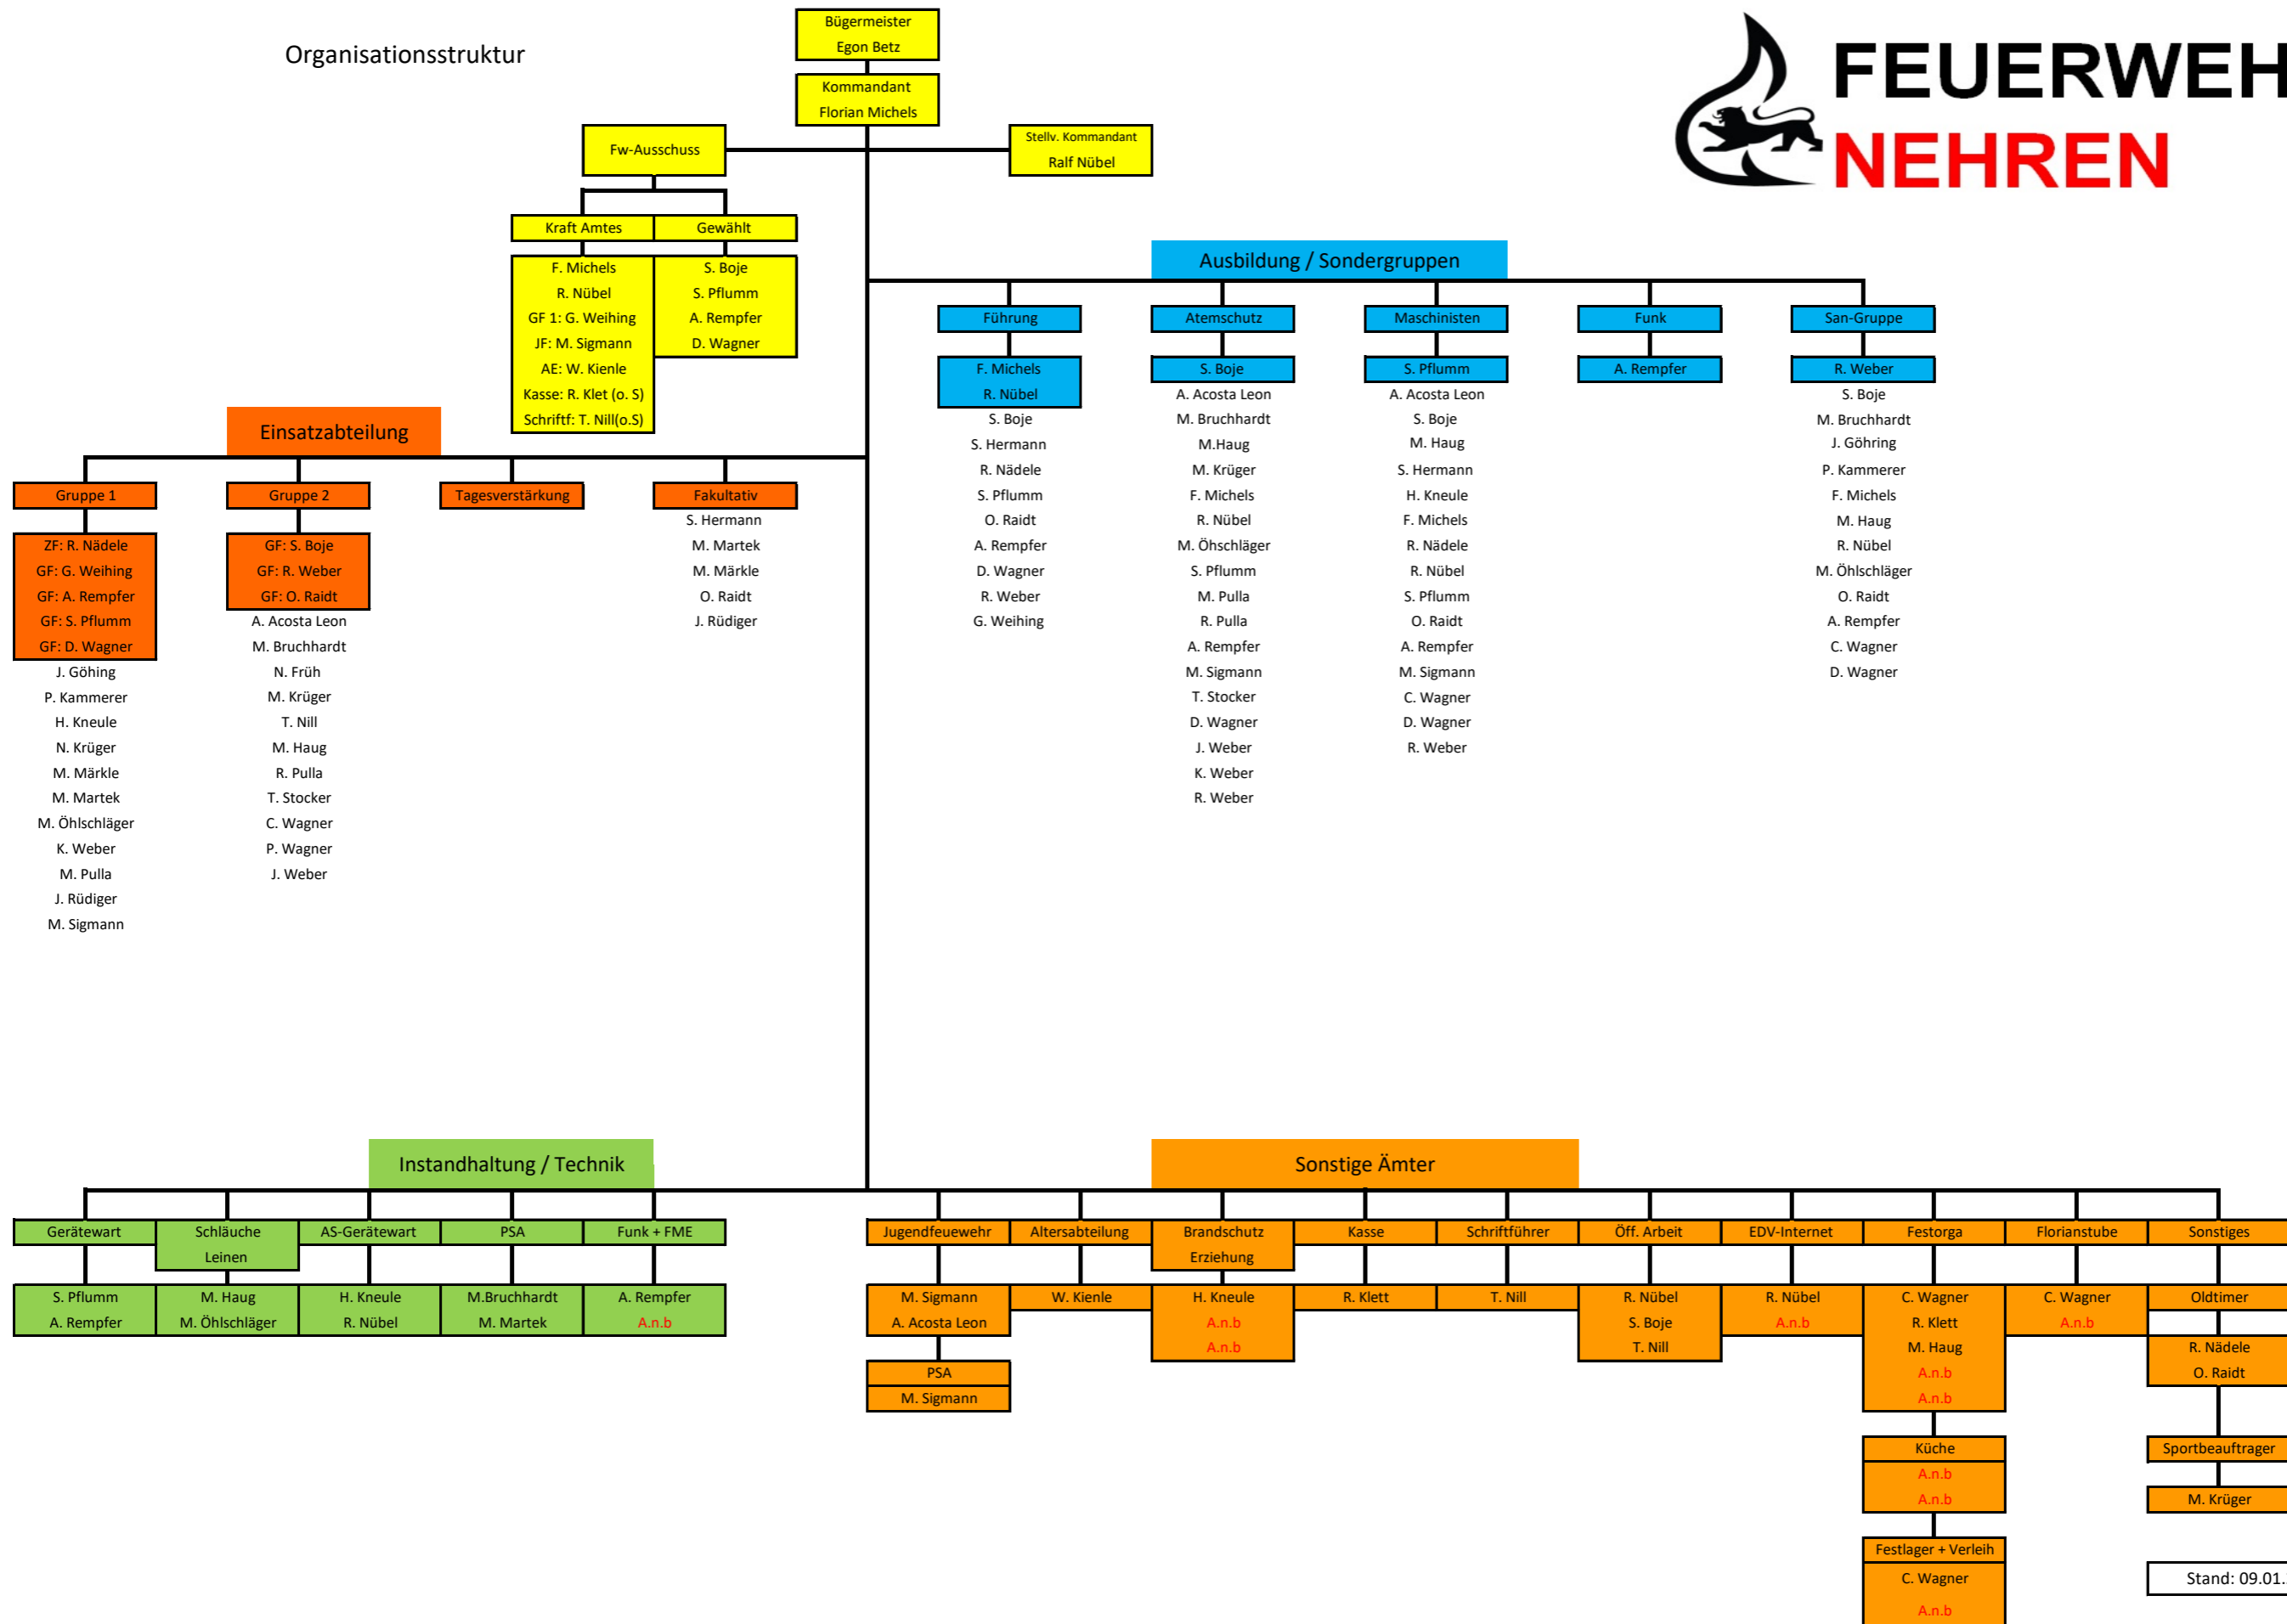 Organisationsstruktur
Bügermeister
Egon Betz
Kommandant
Florian Michels
FEUERWEH
NEHREN
Fw-Ausschuss
Stellv. Kommandant
Ralf Nübel
Kraft Amtes
F. Michels
R. Nübel
GF 1: G. Weihing
JF: M. Sigmann
AE: W. Kienle
Kasse: R. Klet (o. S)
Schriftf: T. Nill(o.S)
Gewählt
S. Boje
S. Pflumm
A. Rempfer
D. Wagner
Ausbildung / Sondergruppen
Führung
F. Michels
R. Nübel
S. Boje
S. Hermann
R. Nädele
S. Pflumm
O. Raidt
A. Rempfer
D. Wagner
R. Weber
G. Weihing
Atemschutz
S. Boje
A. Acosta Leon
M. Bruchhardt
M.Haug
M. Krüger
F. Michels
R. Nübel
M. Öhschläger
S. Pflumm
M. Pulla
R. Pulla
A. Rempfer
M. Sigmann
T. Stocker
D. Wagner
J. Weber
K. Weber
R. Weber
Maschinisten
S. Pflumm
A. Acosta Leon
S. Boje
M. Haug
S. Hermann
H. Kneule
F. Michels
R. Nädele
R. Nübel
S. Pflumm
O. Raidt
A. Rempfer
M. Sigmann
C. Wagner
D. Wagner
R. Weber
Funk
A. Rempfer
San-Gruppe
R. Weber
S. Boje
M. Bruchhardt
J. Göhring
P. Kammerer
F. Michels
M. Haug
R. Nübel
M. Öhlschläger
O. Raidt
A. Rempfer
C. Wagner
D. Wagner
Einsatzabteilung
Gruppe 1
ZF: R. Nädele
GF: G. Weihing
GF: A. Rempfer
GF: S. Pflumm
GF: D. Wagner
J. Göhing
P. Kammerer
H. Kneule
N. Krüger
M. Märkle
M. Martek
M. Öhlschläger
K. Weber
M. Pulla
J. Rüdiger
M. Sigmann
Gruppe 2
GF: S. Boje
GF: R. Weber
GF: O. Raidt
A. Acosta Leon
M. Bruchhardt
N. Früh
M. Krüger
T. Nill
M. Haug
R. Pulla
T. Stocker
C. Wagner
P. Wagner
J. Weber
Tagesverstärkung
Fakultativ
S. Hermann
M. Martek
M. Märkle
O. Raidt
J. Rüdiger
Instandhaltung / Technik
Gerätewart
S. Pflumm
A. Rempfer
Schläuche
Leinen
M. Haug
M. Öhlschläger
AS-Gerätewart
H. Kneule
R. Nübel
PSA
M.Bruchhardt
M. Martek
Funk + FME
A. Rempfer
A.n.b
Sonstige Ämter
Jugendfeuewehr
M. Sigmann
A. Acosta Leon
PSA
M. Sigmann
Altersabteilung
W. Kienle
Brandschutz
Erziehung
H. Kneule
A.n.b
A.n.b
Kasse
R. Klett
Schriftführer
T. Nill
Öff. Arbeit
R. Nübel
S. Boje
T. Nill
EDV-Internet
R. Nübel
A.n.b
Festorga
C. Wagner
R. Klett
M. Haug
A.n.b
A.n.b
Küche
A.n.b
A.n.b
Festlager + Verleih
C. Wagner
A.n.b
Florianstube
C. Wagner
A.n.b
Sonstiges
Oldtimer
R. Nädele
O. Raidt
Sportbeauftrager
M. Krüger
Stand: 09.01.